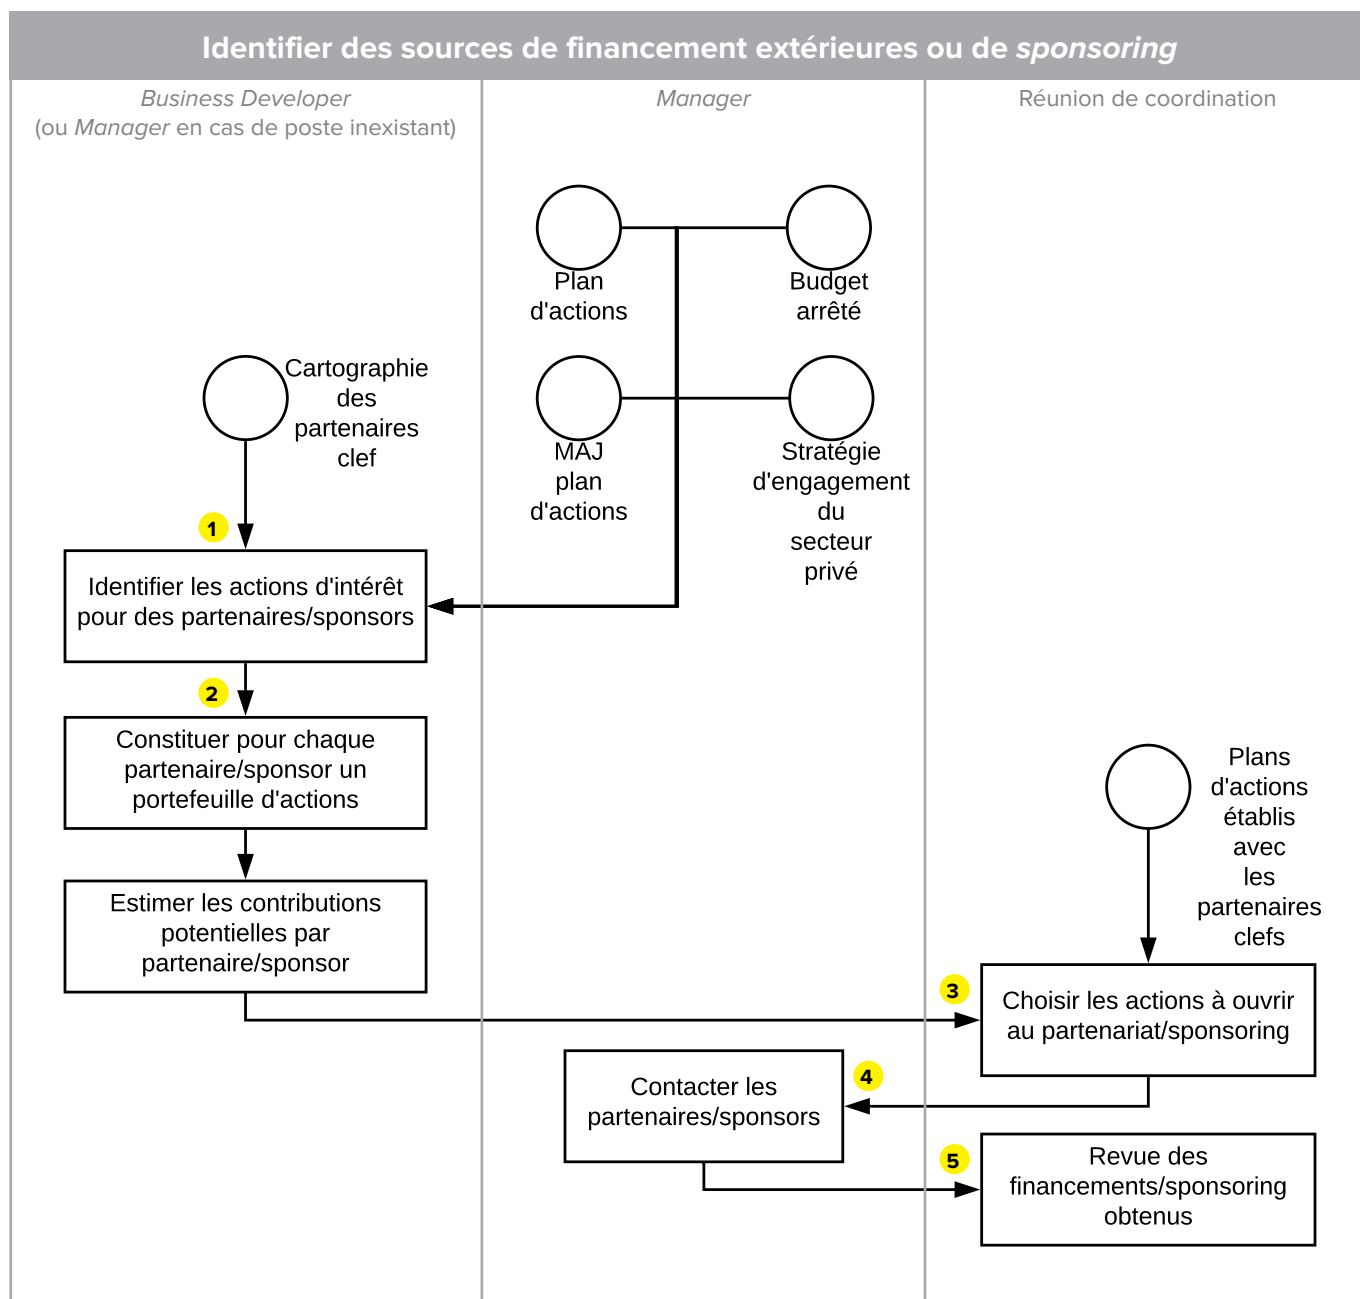 Identifier des sources de financement extérieures ou de sponsoring
Business Developer
(ou Manager en cas de poste inexistant)
Manager
Réunion de coordination
Plan
d'actions
Budget
arrêté
Cartographie
des
partenaires
clef
MAJ
plan
d'actions
Stratégie
d'engagement
du
secteur
privé
1
Identifier les actions d'intérêt
pour des partenaires/sponsors
2
Constituer pour chaque
partenaire/sponsor un
portefeuille d'actions
Estimer les contributions
potentielles par
partenaire/sponsor
Plans
d'actions
établis
avec
les
partenaires
clefs
3
Choisir les actions à ouvrir
au partenariat/sponsoring
4
Contacter les
partenaires/sponsors
5
Revue des
financements/sponsoring
obtenus